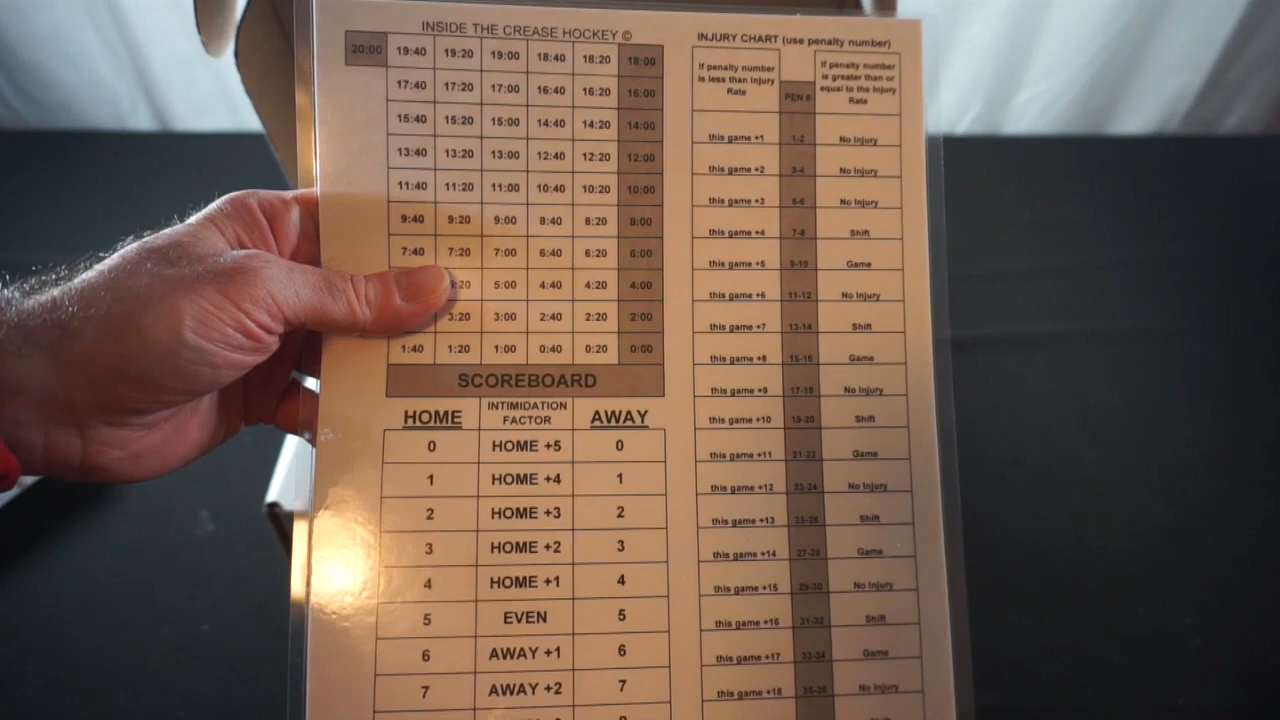 INSIDE THE CREASE HOCKEY ©
20:00 19:40 19:20 19:00 18:40 18:20 18:00
17:40 17:20 17:00 16:40 16:20 16:00
15:40 15:20 15:00 14:40 14:20 14:00
13:40 13:20 13:00 12:40 12:20 12:00
11:40 11:20 11:00 10:40 10:20 10:00
9:40 9:20 9:00 8:40 8:20 8:00
7:40 7:20 7:00 6:40 6:20 6:00
:20 5:00 4:40 4:20 4:00
3:20 3:00 2:40 2:20 2:00
1:40 1:20 1:00 0:40 0:20 0:00
SCOREBOARD
HOME INTIMIDATION FACTOR AWAY
0 HOME +5 0
1 HOME +4 1
2 HOME +3 2
3 HOME +2 3
4 HOME +1 4
5 EVEN 5
6 AWAY +1 6
7 AWAY +2 7
INJURY CHART (use penalty number)
If penalty number
is less than Injury
Rate
PEN #
If penalty number
is greater than or
equal to the Injury
Rate
this game +1 1-2 No Injury
this game +2 3-4 No Injury
this game +3 5-6 No Injury
this game +4 7-8 Shift
this game +5 9-10 Game
this game +6 11-12 No Injury
this game +7 13-14 Shift
this game +8 15-16 Game
this game +9 17-18 No Injury
this game +10 19-20 Shift
this game +11 21-22 Game
this game +12 23-24 No Injury
this game +13 25-26 Shift
this game +14 27-28 Game
this game +15 29-30 No Injury
this game +16 31-32 Shift
this game +17 33-34 Game
this game +18 35-36 No Injury